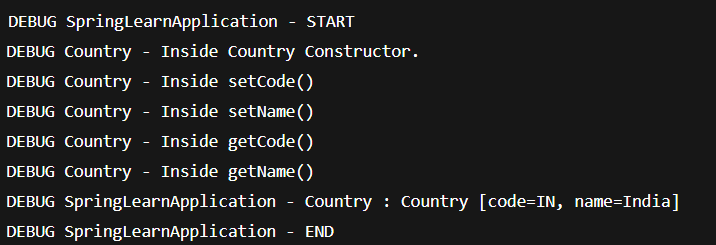 DEBUG SpringLearnApplication - START
DEBUG Country - Inside Country Constructor.
DEBUG Country - Inside setCode()
DEBUG Country - Inside setName()
DEBUG Country - Inside getCode()
DEBUG Country - Inside getName()
DEBUG SpringLearnApplication - Country : Country [code=IN, name=India]
DEBUG SpringLearnApplication - END